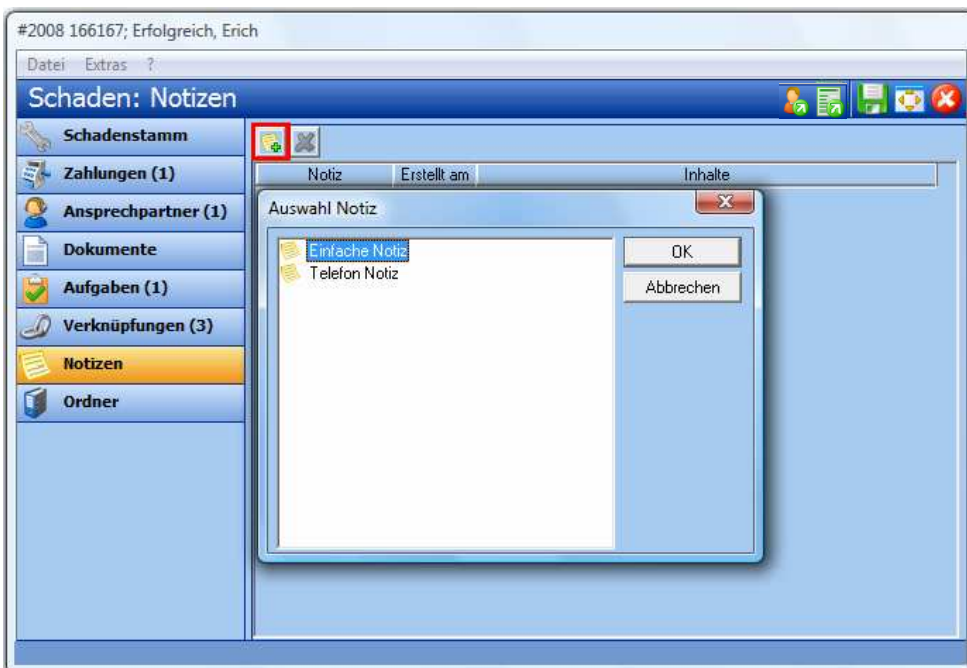 #2008 166167; Erfolgreich, Erich
Datei Extras ?
Schaden: Notizen
Schadenstamm
Zahlungen (1)
Ansprechpartner (1)
Dokumente
Aufgaben (1)
Verknüpfungen (3)
Notizen
Ordner
Notiz Erstellt am Inhalte
Auswahl Notiz
Einfache Notiz
Telefon Notiz
OK
Abbrechen